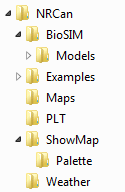 NRCan
BioSIM
Models
Examples
Maps
PLT
ShowMap
Palette
Weather